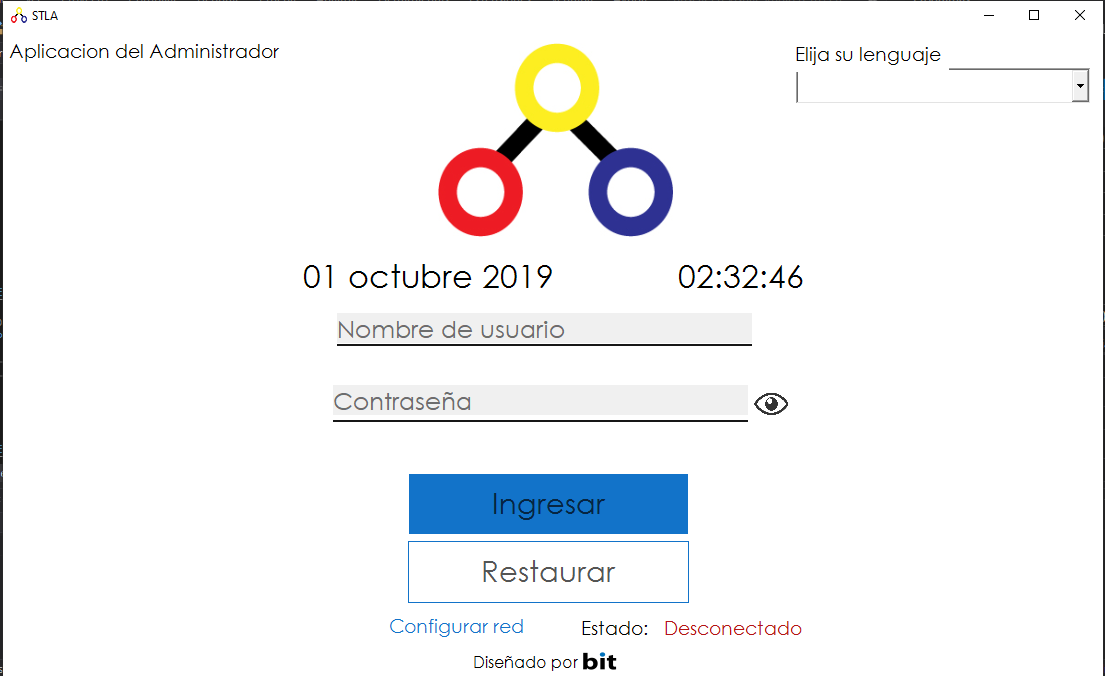 STLA
Aplicacion del Administrador
Elija su lenguaje
01 octubre 2019 02:32:46
Nombre de usuario
Contraseña
Ingresar
Restaurar
Configurar red Estado: Desconectado
Diseñado por bit